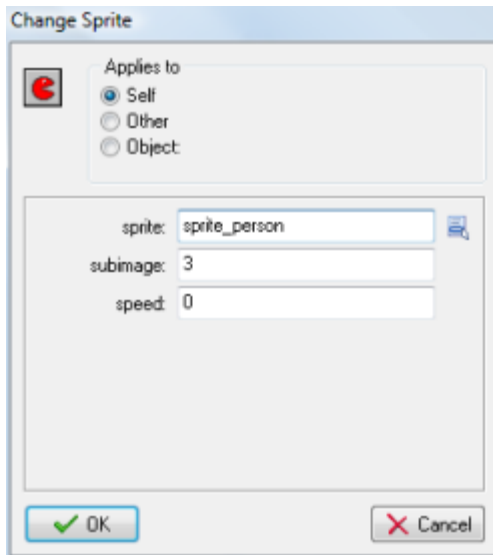 Change Sprite
Applies to
Self
Other
Object:
sprite: sprite_person
subimage: 3
speed: 0
OK
Cancel